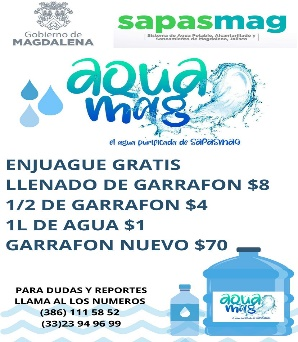 Gobierno de
MAGDALENA
sapasmag
Sistema de Agua Potable, Alcantarillado y
Saneamiento de Magdalena, Jalisco
aqua
mag
el agua purificada de sapasmag
ENJUAGUE GRATIS
LLENADO DE GARRAFON $8
1/2 DE GARRAFON $4
1L DE AGUA $1
GARRAFON NUEVO $70
PARA DUDAS Y REPORTES
LLAMA AL LOS NUMEROS
(386) 111 58 52
(33)23 94 96 99
aqua
mag